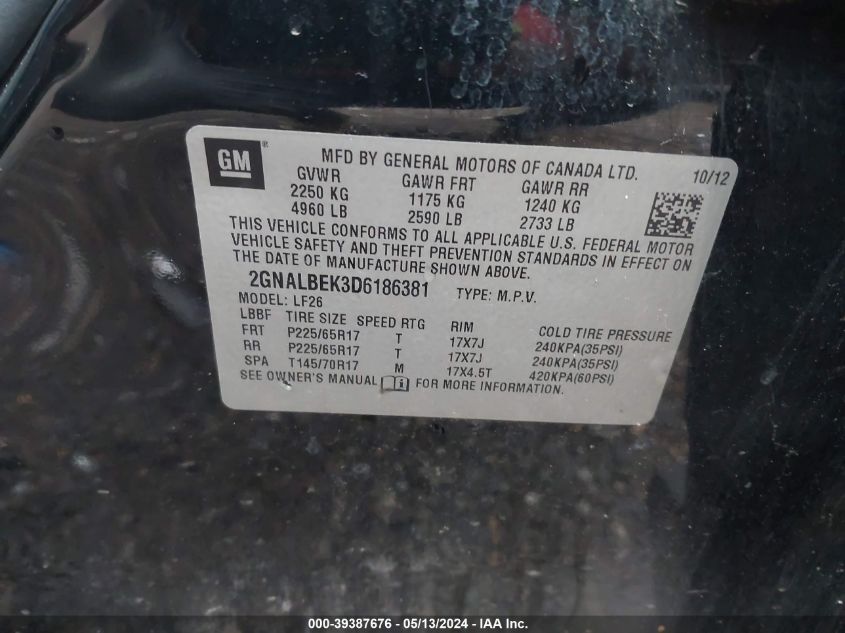 GM®
MFD BY GENERAL MOTORS OF CANADA LTD. 10/12
GVWR GAWR FRT GAWR RR
2250 KG 1175 KG 1240 KG
4960 LB 2590 LB 2733 LB
THIS VEHICLE CONFORMS TO ALL APPLICABLE U.S. FEDERAL MOTOR
VEHICLE SAFETY AND THEFT PREVENTION STANDARDS IN EFFECT ON
THE DATE OF MANUFACTURE SHOWN ABOVE.
2GNALBEK3D6186381 TYPE: M.P.V.
MODEL: LF26
LBBF TIRE SIZE SPEED RTG RIM COLD TIRE PRESSURE
FRT P225/65R17 T 17X7J 240KPA(35PSI)
RR P225/65R17 T 17X7J 240KPA(35PSI)
SPA T145/70R17 M 17X4.5T 420KPA(60PSI)
SEE OWNER'S MANUAL FOR MORE INFORMATION.
000-39387676 - 05/13/2024 - IAA Inc.